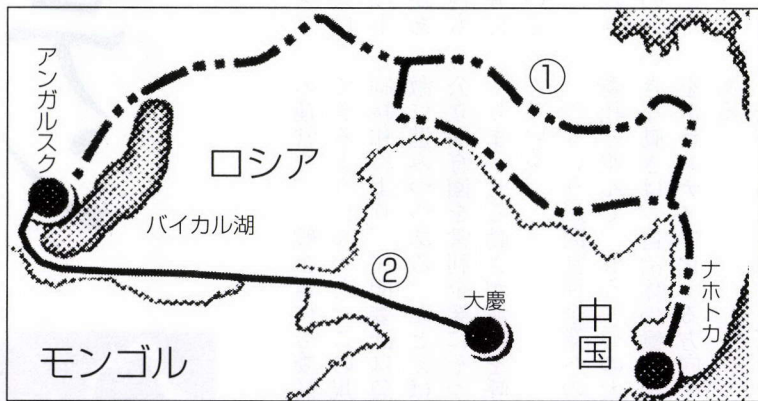 アンガルスク
ロシア
①
バイカル湖
②
大慶
中国
ナホトカ
モンゴル